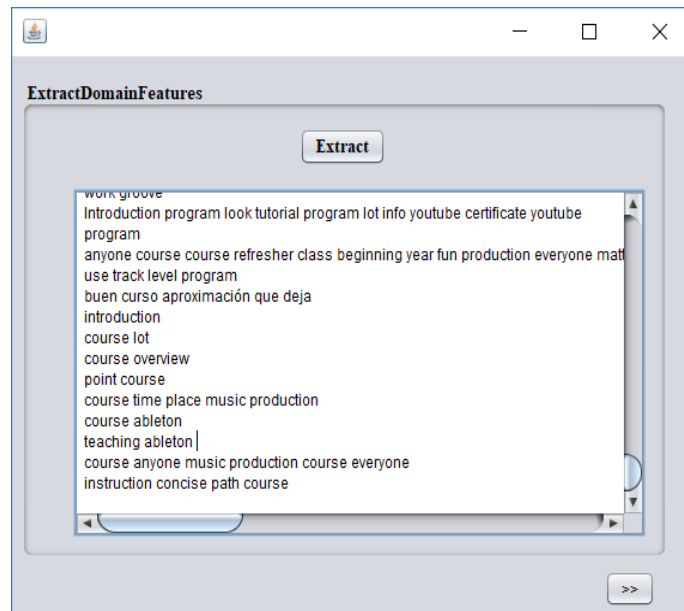 ExtractDomainFeatures
Extract
work groove
Introduction program look tutorial program lot info youtube certificate youtube
program
anyone course course refresher class beginning year fun production everyone matt
use track level program
buen curso aproximación que deja
introduction
course lot
course overview
point course
course time place music production
course ableton
teaching ableton
course anyone music production course everyone
instruction concise path course
>>